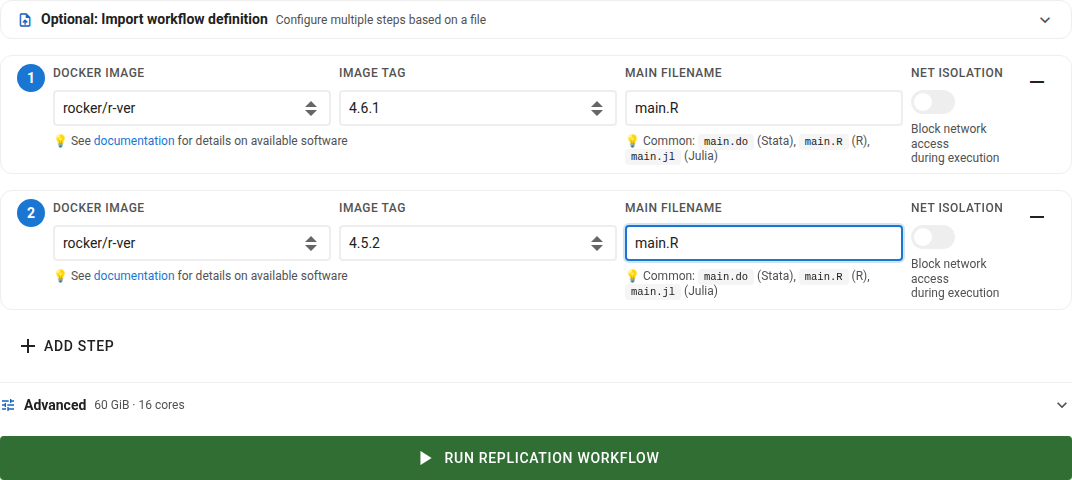 Optional: Import workflow definition Configure multiple steps based on a file
1 DOCKER IMAGE IMAGE TAG MAIN FILENAME NET ISOLATION
rocker/r-ver 4.6.1 main.R
💡 See documentation for details on available software 💡 Common: main.do (Stata), main.R (R),
main.jl (Julia)
Block network
access
during execution
2 DOCKER IMAGE IMAGE TAG MAIN FILENAME NET ISOLATION
rocker/r-ver 4.5.2 main.R
💡 See documentation for details on available software 💡 Common: main.do (Stata), main.R (R),
main.jl (Julia)
Block network
access
during execution
ADD STEP
Advanced 60 GiB · 16 cores
RUN REPLICATION WORKFLOW